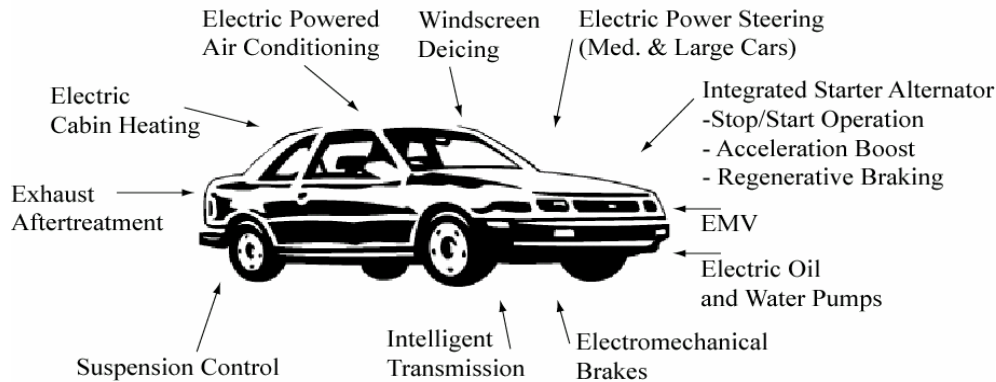 Electric Powered
Air Conditioning
Windscreen
Deicing
Electric Power Steering
(Med. & Large Cars)
Electric
Cabin Heating
Integrated Starter Alternator
-Stop/Start Operation
- Acceleration Boost
- Regenerative Braking
Exhaust
Aftertreatment
EMV
Electric Oil
and Water Pumps
Suspension Control
Intelligent
Transmission
Electromechanical
Brakes